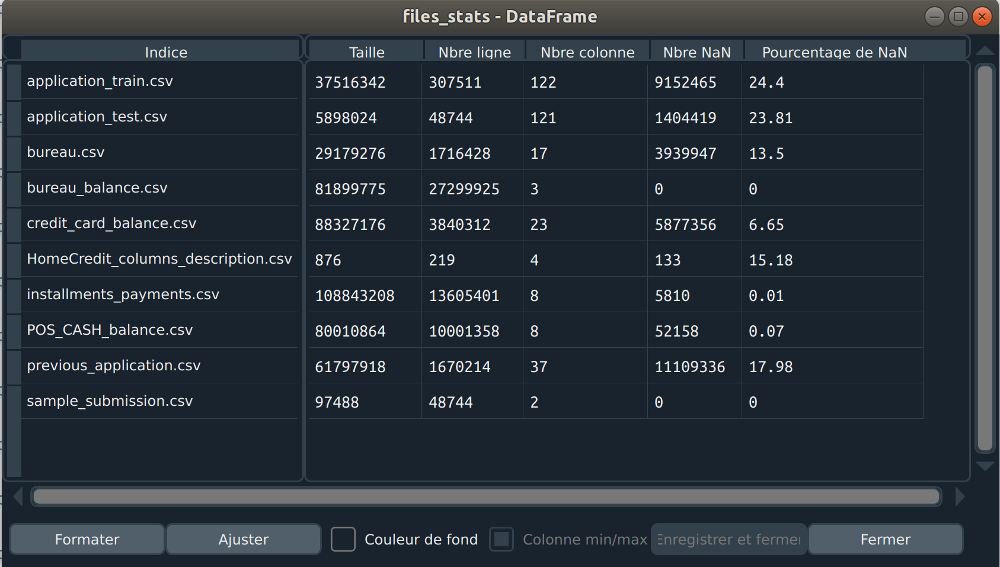 files_stats - DataFrame
Indice Taille Nbre ligne Nbre colonne Nbre NaN Pourcentage de NaN
application_train.csv 37516342 307511 122 9152465 24.4
application_test.csv 5898024 48744 121 1404419 23.81
bureau.csv 29179276 1716428 17 3939947 13.5
bureau_balance.csv 81899775 27299925 3 0 0
credit_card_balance.csv 88327176 3840312 23 5877356 6.65
HomeCredit_columns_description.csv 876 219 4 133 15.18
installments_payments.csv 108843208 13605401 8 5810 0.01
POS_CASH_balance.csv 80010864 10001358 8 52158 0.07
previous_application.csv 61797918 1670214 37 11109336 17.98
sample_submission.csv 97488 48744 2 0 0
Formater Ajuster Couleur de fond Colonne min/max Enregistrer et fermer Fermer